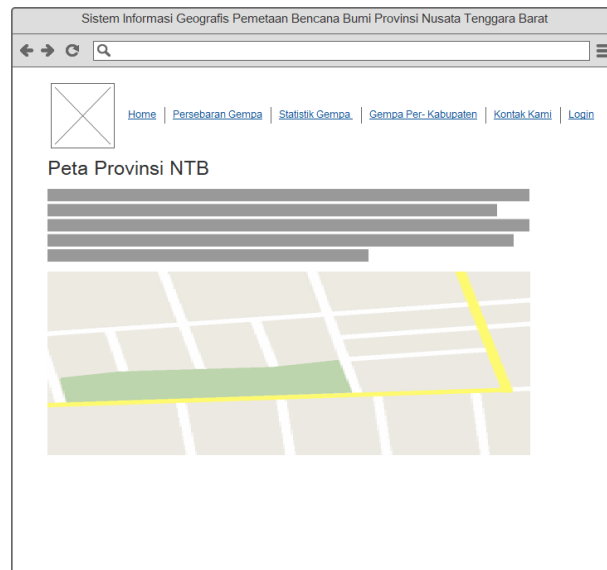 Sistem Informasi Geografis Pemetaan Bencana Bumi Provinsi Nusata Tenggara Barat
Home Persebaran Gempa Statistik Gempa Gempa Per- Kabupaten Kontak Kami Login
Peta Provinsi NTB